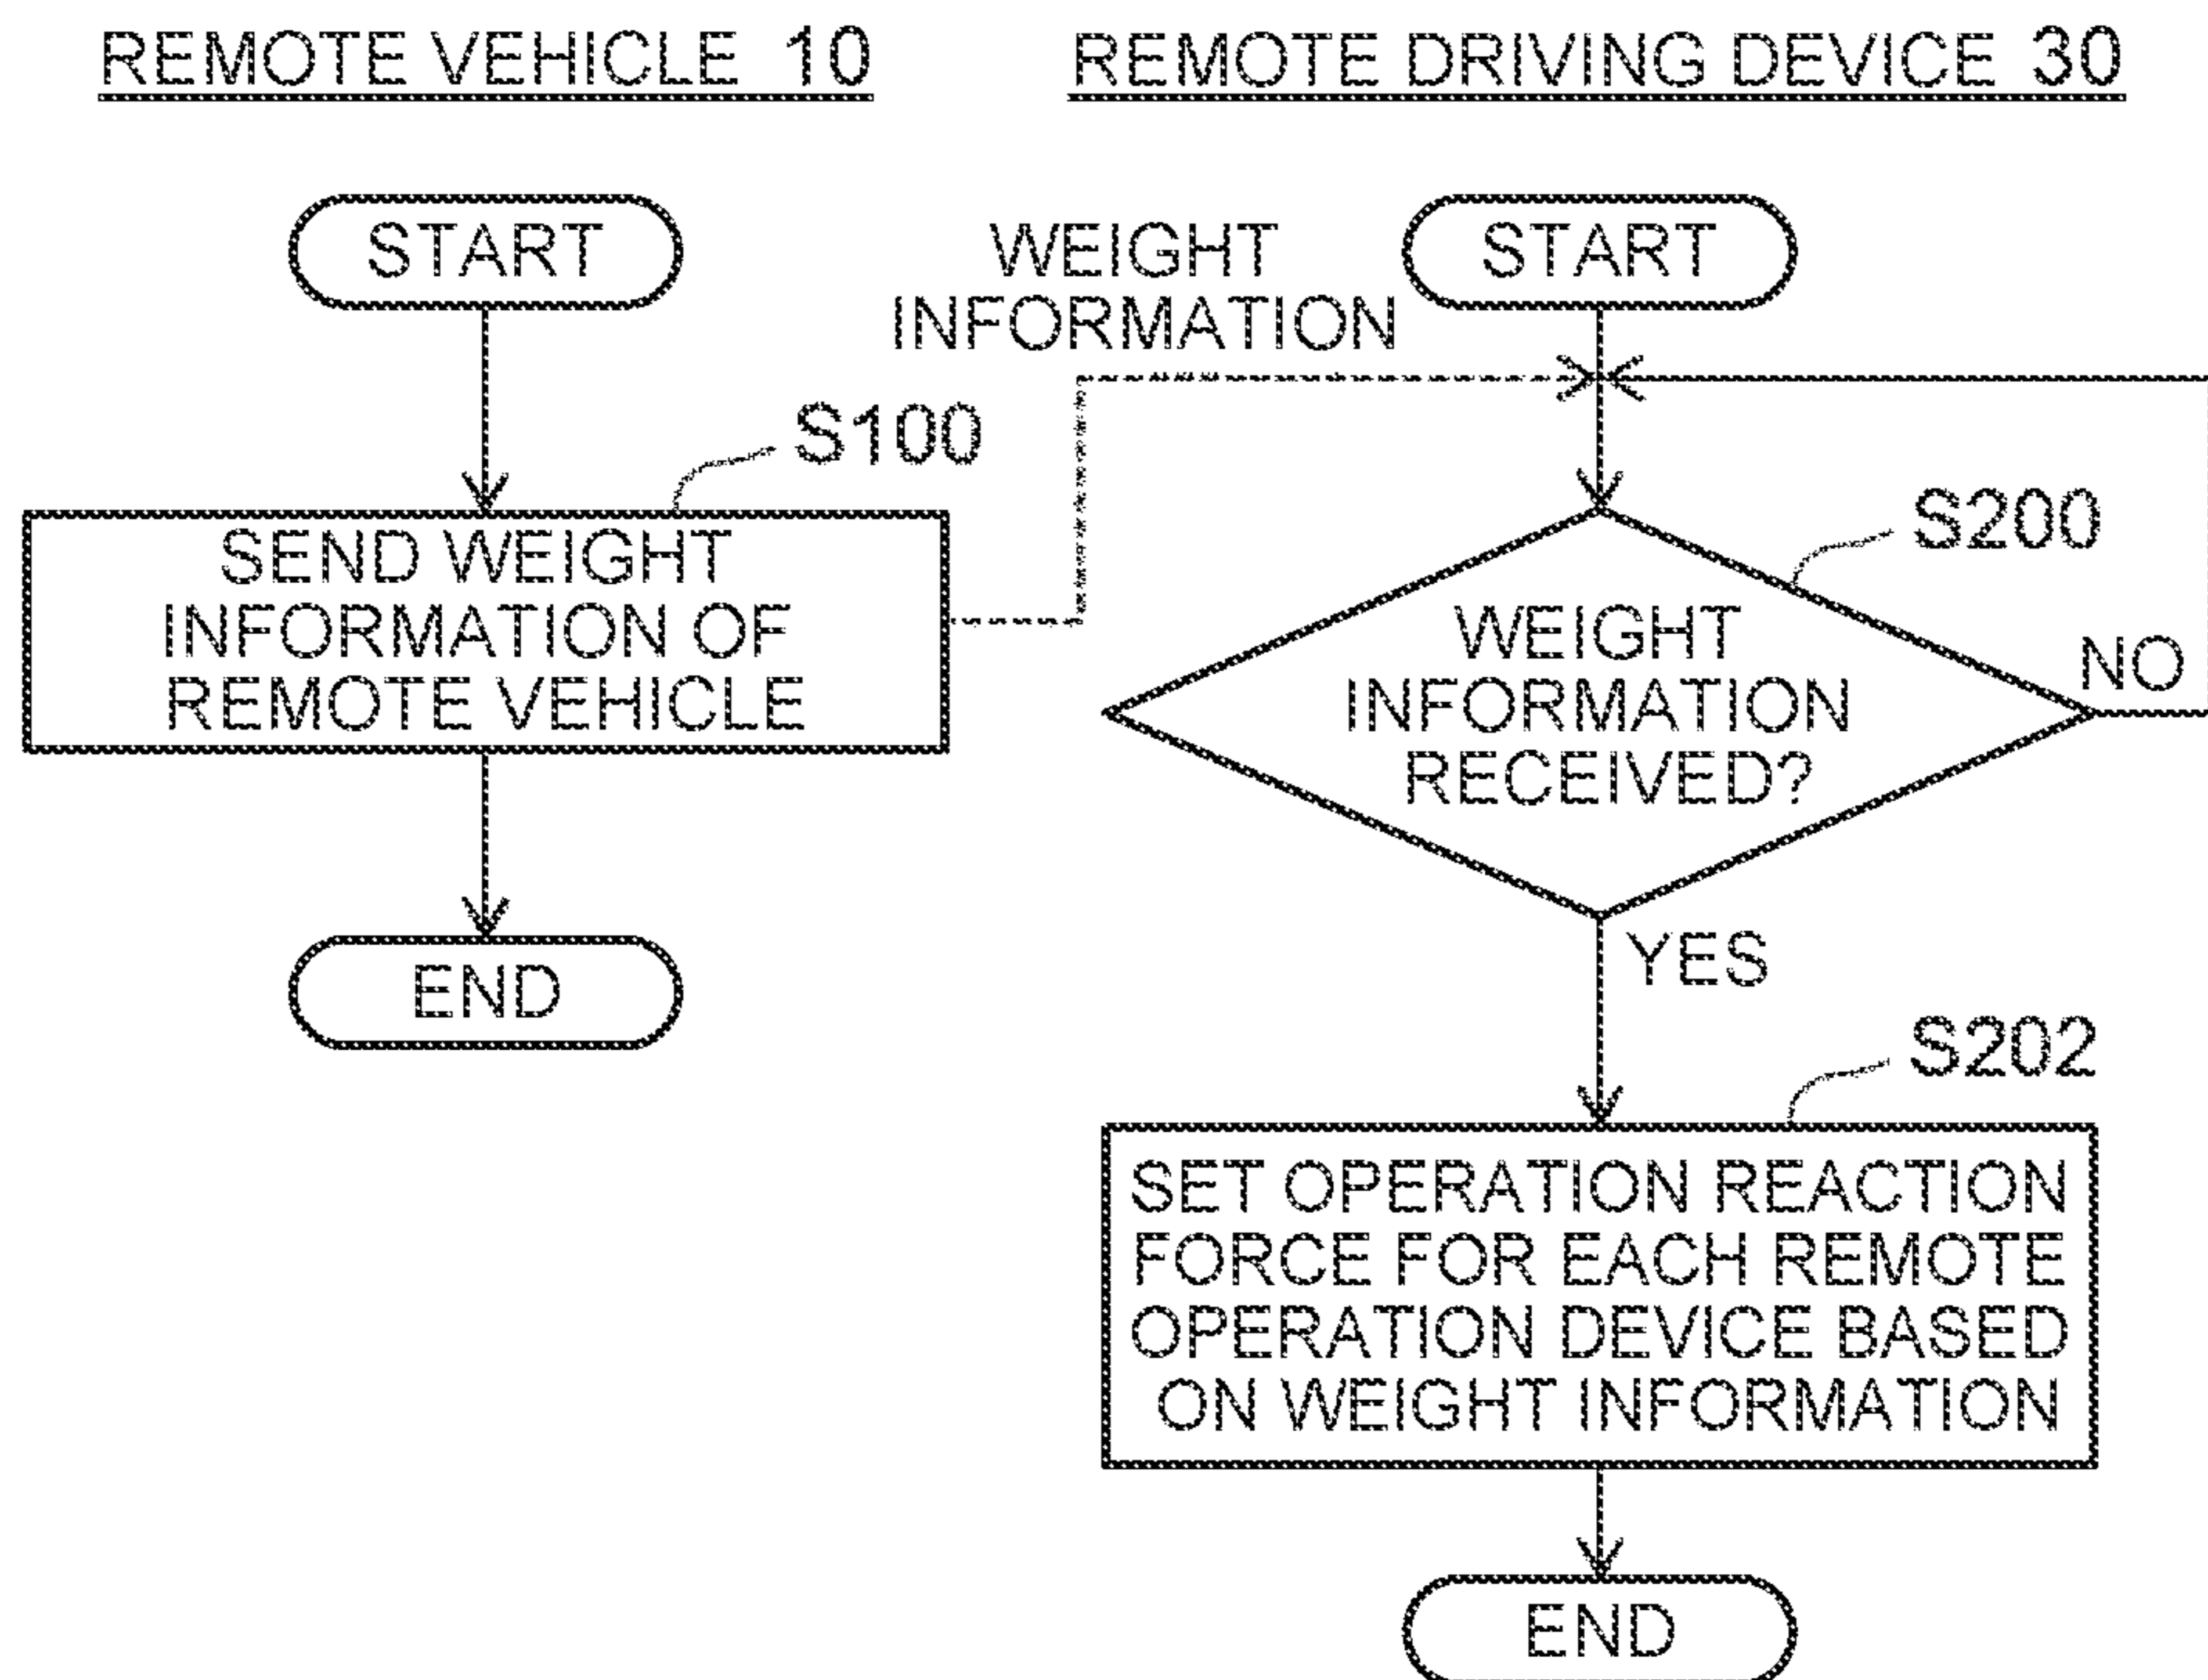 REMOTE VEHICLE 10
START
S100
SEND WEIGHT
INFORMATION OF
REMOTE VEHICLE
END
REMOTE DRIVING DEVICE 30
START
WEIGHT
INFORMATION
S200
WEIGHT
INFORMATION
RECEIVED?
NO
YES
S202
SET OPERATION REACTION
FORCE FOR EACH REMOTE
OPERATION DEVICE BASED
ON WEIGHT INFORMATION
END